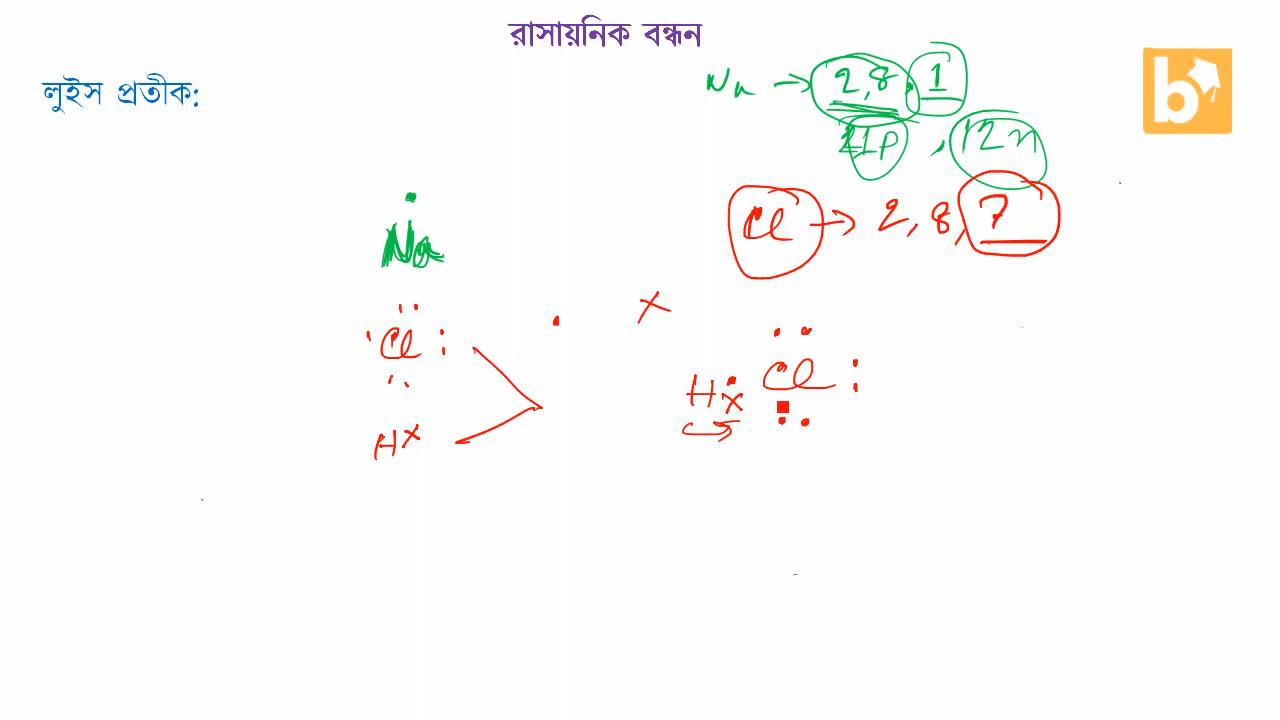 রাসায়নিক বন্ধন
লুইস প্রতীক:
Na → 2,8,1
11p, 12n
Cl → 2,8,7
Na
Cl
H×
×
H × Cl
b